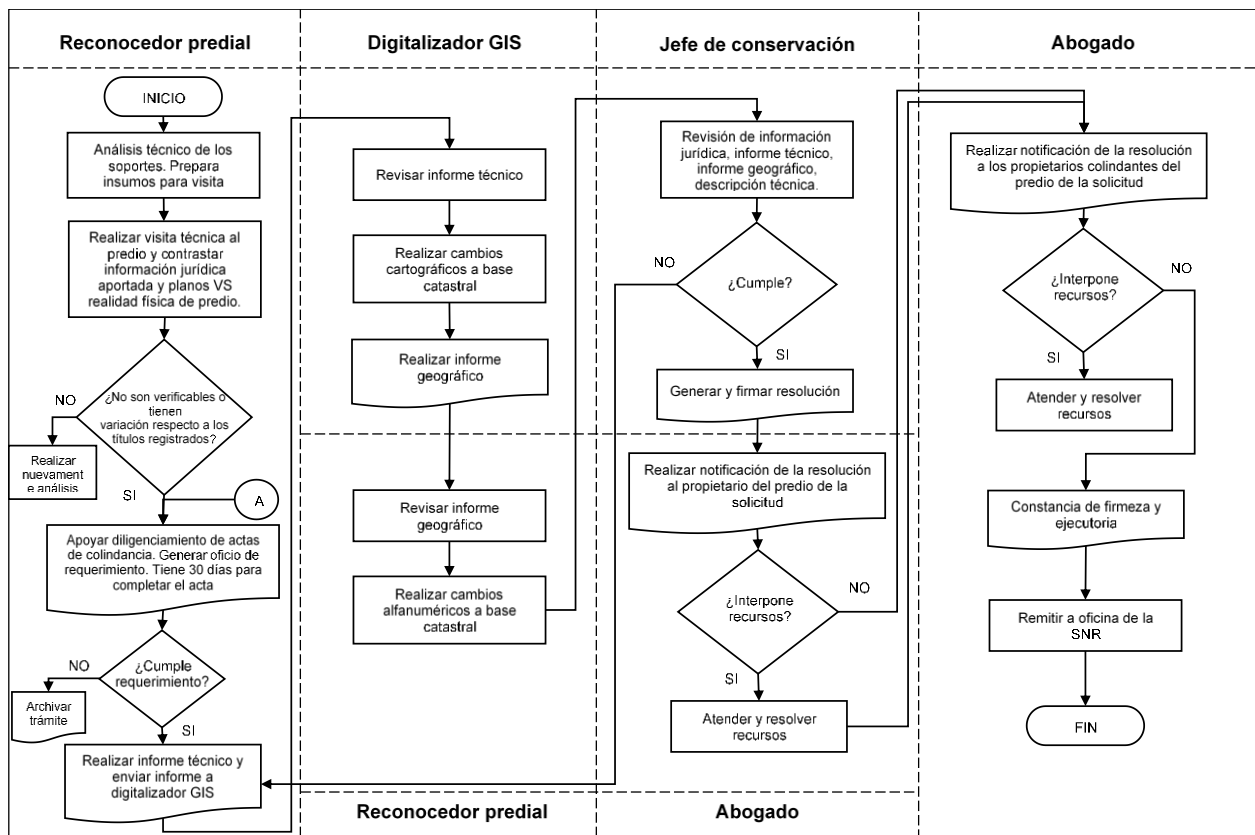 Reconocedor predial
Digitalizador GIS
Jefe de conservación
Abogado
INICIO
Análisis técnico de los
soportes. Prepara
insumos para visita
Realizar visita técnica al
predio y contrastar
información jurídica
aportada y planos VS
realidad física de predio.
¿No son verificables o
tienen
variación respecto a los
títulos registrados?
NO
Realizar
nuevament
e análisis
SI
A
Apoyar diligenciamiento de actas
de colindancia. Generar oficio de
requerimiento. Tiene 30 días para
completar el acta
¿Cumple
requerimiento?
NO
Archivar
trámite
SI
Realizar informe técnico y
enviar informe a
digitalizador GIS
Revisar informe técnico
Realizar cambios
cartográficos a base
catastral
Realizar informe
geográfico
Revisar informe
geográfico
Realizar cambios
alfanuméricos a base
catastral
Reconocedor predial
Revisión de información
jurídica, informe técnico,
informe geográfico,
descripción técnica.
NO
¿Cumple?
SI
Generar y firmar resolución
Realizar notificación de la resolución
al propietario del predio de la
solicitud
¿Interpone
recursos?
NO
SI
Atender y resolver
recursos
Abogado
Realizar notificación de la resolución
a los propietarios colindantes del
predio de la solicitud
¿Interpone
recursos?
NO
SI
Atender y resolver
recursos
Constancia de firmeza y
ejecutoria
Remitir a oficina de la
SNR
FIN